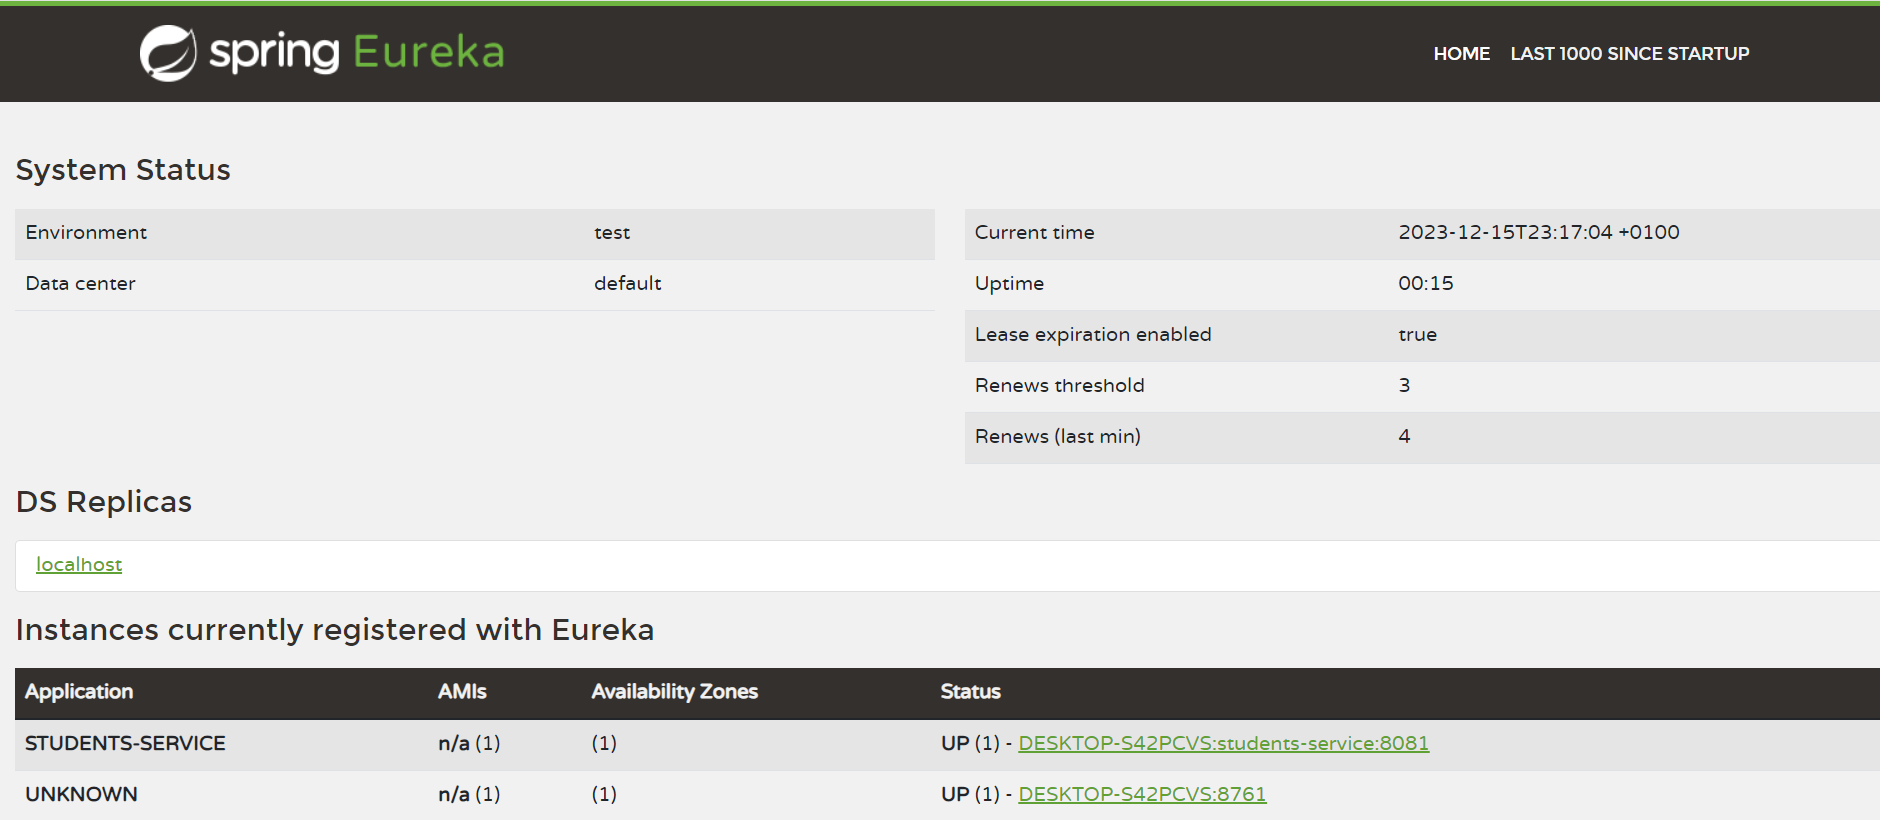 spring Eureka
HOME LAST 1000 SINCE STARTUP
System Status
Environment test
Data center default
Current time 2023-12-15T23:17:04 +0100
Uptime 00:15
Lease expiration enabled true
Renews threshold 3
Renews (last min) 4
DS Replicas
localhost
Instances currently registered with Eureka
Application AMIs Availability Zones Status
STUDENTS-SERVICE n/a (1) (1) UP (1) - DESKTOP-S42PCVS:students-service:8081
UNKNOWN n/a (1) (1) UP (1) - DESKTOP-S42PCVS:8761